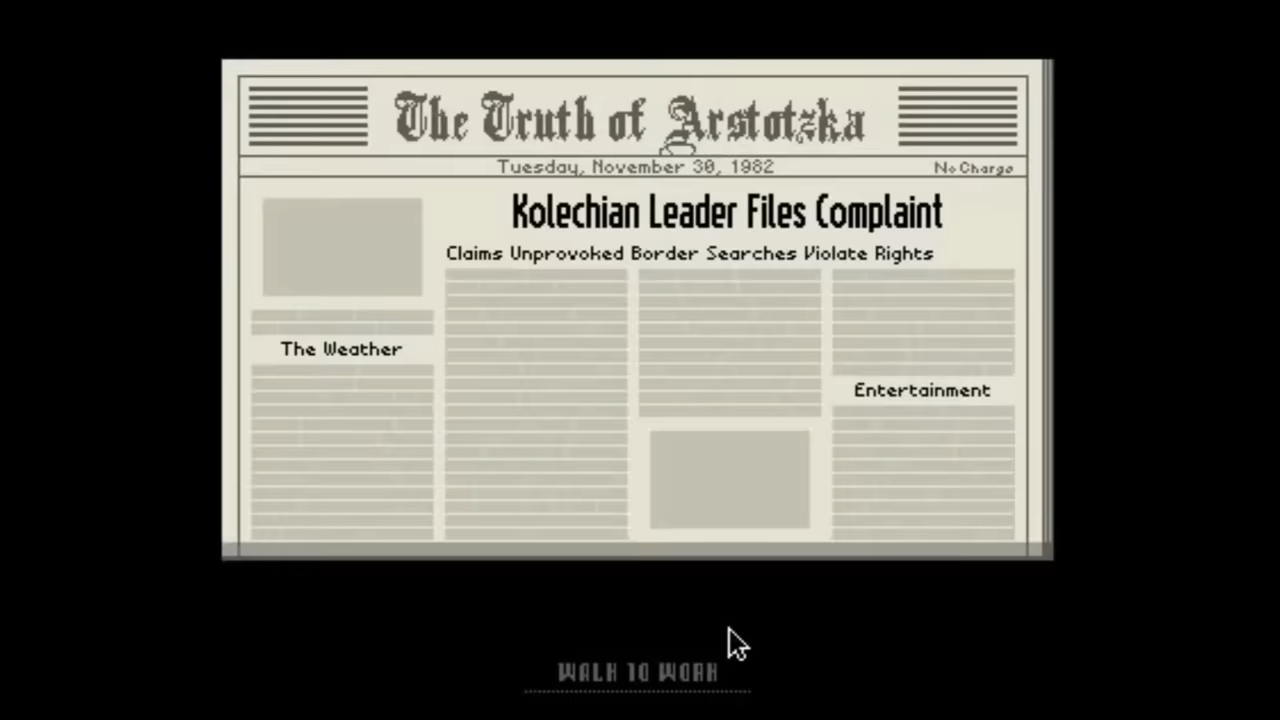 The Truth of Arstotzka
Tuesday, November 30, 1982
No Charge
Kolechian Leader Files Complaint
Claims Unprovoked Border Searches Violate Rights
The Weather
Entertainment
WALK TO WORK